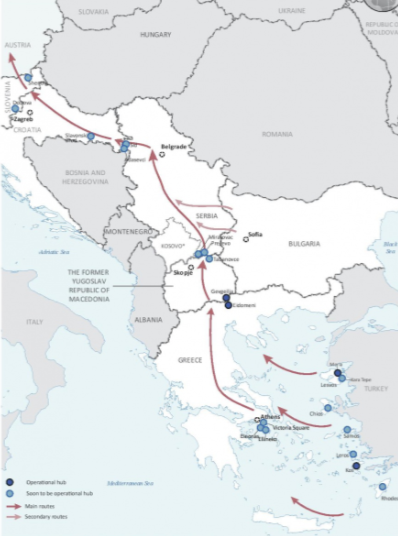 SLOVAKIA
UKRAINE
REPUBLIC O
MOLDOVA
AUSTRIA
HUNGARY
SLOVENIA
Zagreb
CROATIA
ROMANIA
Belgrade
BOSNIA AND
HERZEGOVINA
SERBIA
MONTENEGRO
KOSOVO*
Sofia
BULGARIA
Adriatic Sea
Black
Sea
Skopje
THE FORMER
YUGOSLAV
REPUBLIC OF
MACEDONIA
Gevgelija
Eidomeni
ITALY
ALBANIA
GREECE
TURKEY
Lesvos
Chios
Athens
Victoria Square
Eleneko
Samos
Leros
Kos
Rhodes
Mediterranean Sea
Operational hub
Soon to be operational hub
Main routes
Secondary routes